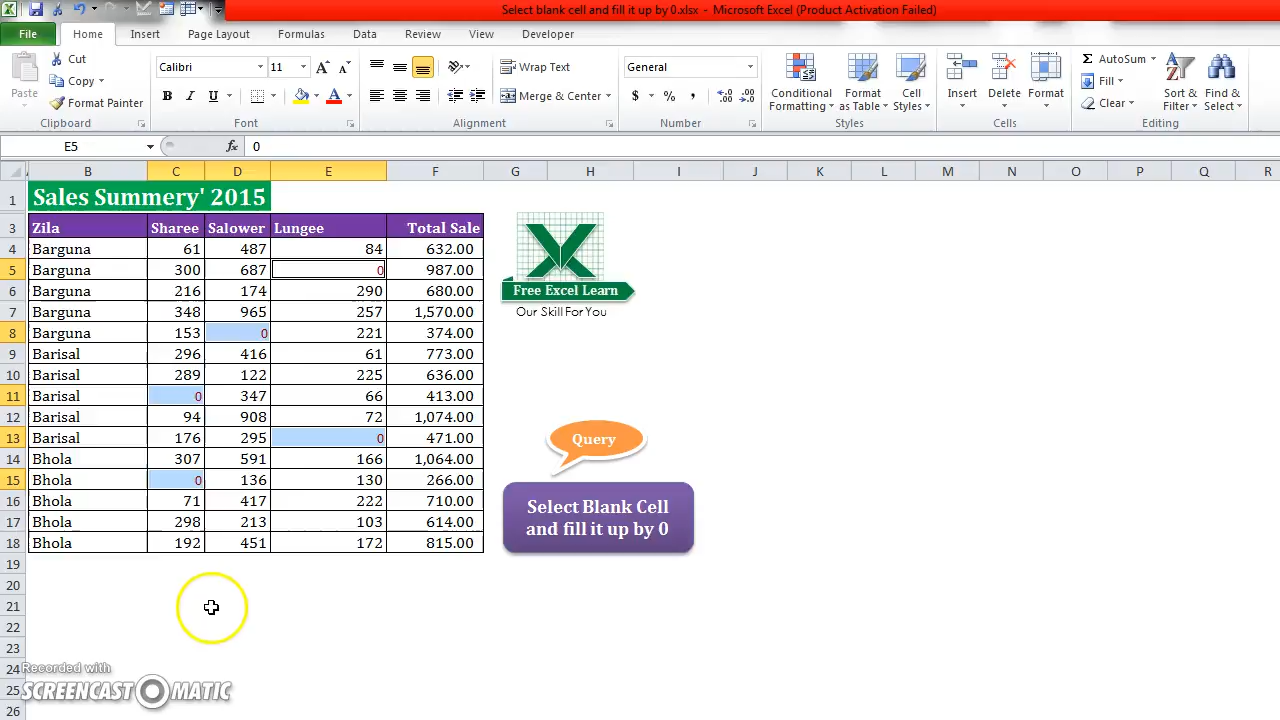 Select blank cell and fill it up by 0.xlsx - Microsoft Excel (Product Activation Failed)
File Home Insert Page Layout Formulas Data Review View Developer
Cut Calibri 11 Wrap Text General AutoSum
Paste Copy Fill
Format Painter B I U Merge & Center $ % , Conditional Formatting Format as Table Cell Styles Insert Delete Format Clear Sort & Filter Find & Select
Clipboard Font Alignment Number Styles Cells Editing
E5 fx 0
B C D E F G H I J K L M N O P Q R
1 Sales Summery' 2015
3 Zila Sharee Salower Lungee Total Sale
4 Barguna 61 487 84 632.00
5 Barguna 300 687 0 987.00
6 Barguna 216 174 290 680.00
7 Barguna 348 965 257 1,570.00
8 Barguna 153 0 221 374.00
9 Barisal 296 416 61 773.00
10 Barisal 289 122 225 636.00
11 Barisal 0 347 66 413.00
12 Barisal 94 908 72 1,074.00
13 Barisal 176 295 0 471.00
14 Bhola 307 591 166 1,064.00
15 Bhola 0 136 130 266.00
16 Bhola 71 417 222 710.00
17 Bhola 298 213 103 614.00
18 Bhola 192 451 172 815.00
19
20
21
22
23
24
25
26
Free Excel Learn
Our Skill For You
Query
Select Blank Cell
and fill it up by 0
Recorded with
SCREENCAST MATIC